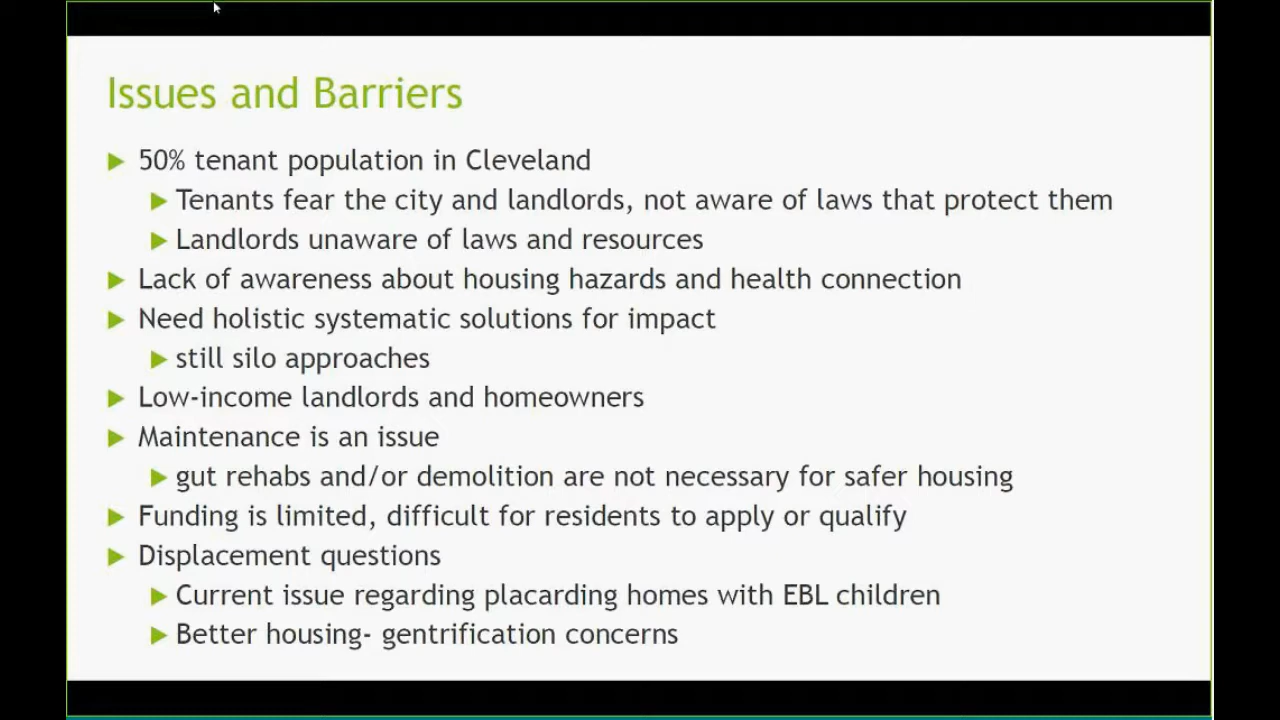 Issues and Barriers
50% tenant population in Cleveland
Tenants fear the city and landlords, not aware of laws that protect them
Landlords unaware of laws and resources
Lack of awareness about housing hazards and health connection
Need holistic systematic solutions for impact
still silo approaches
Low-income landlords and homeowners
Maintenance is an issue
gut rehabs and/or demolition are not necessary for safer housing
Funding is limited, difficult for residents to apply or qualify
Displacement questions
Current issue regarding placarding homes with EBL children
Better housing- gentrification concerns